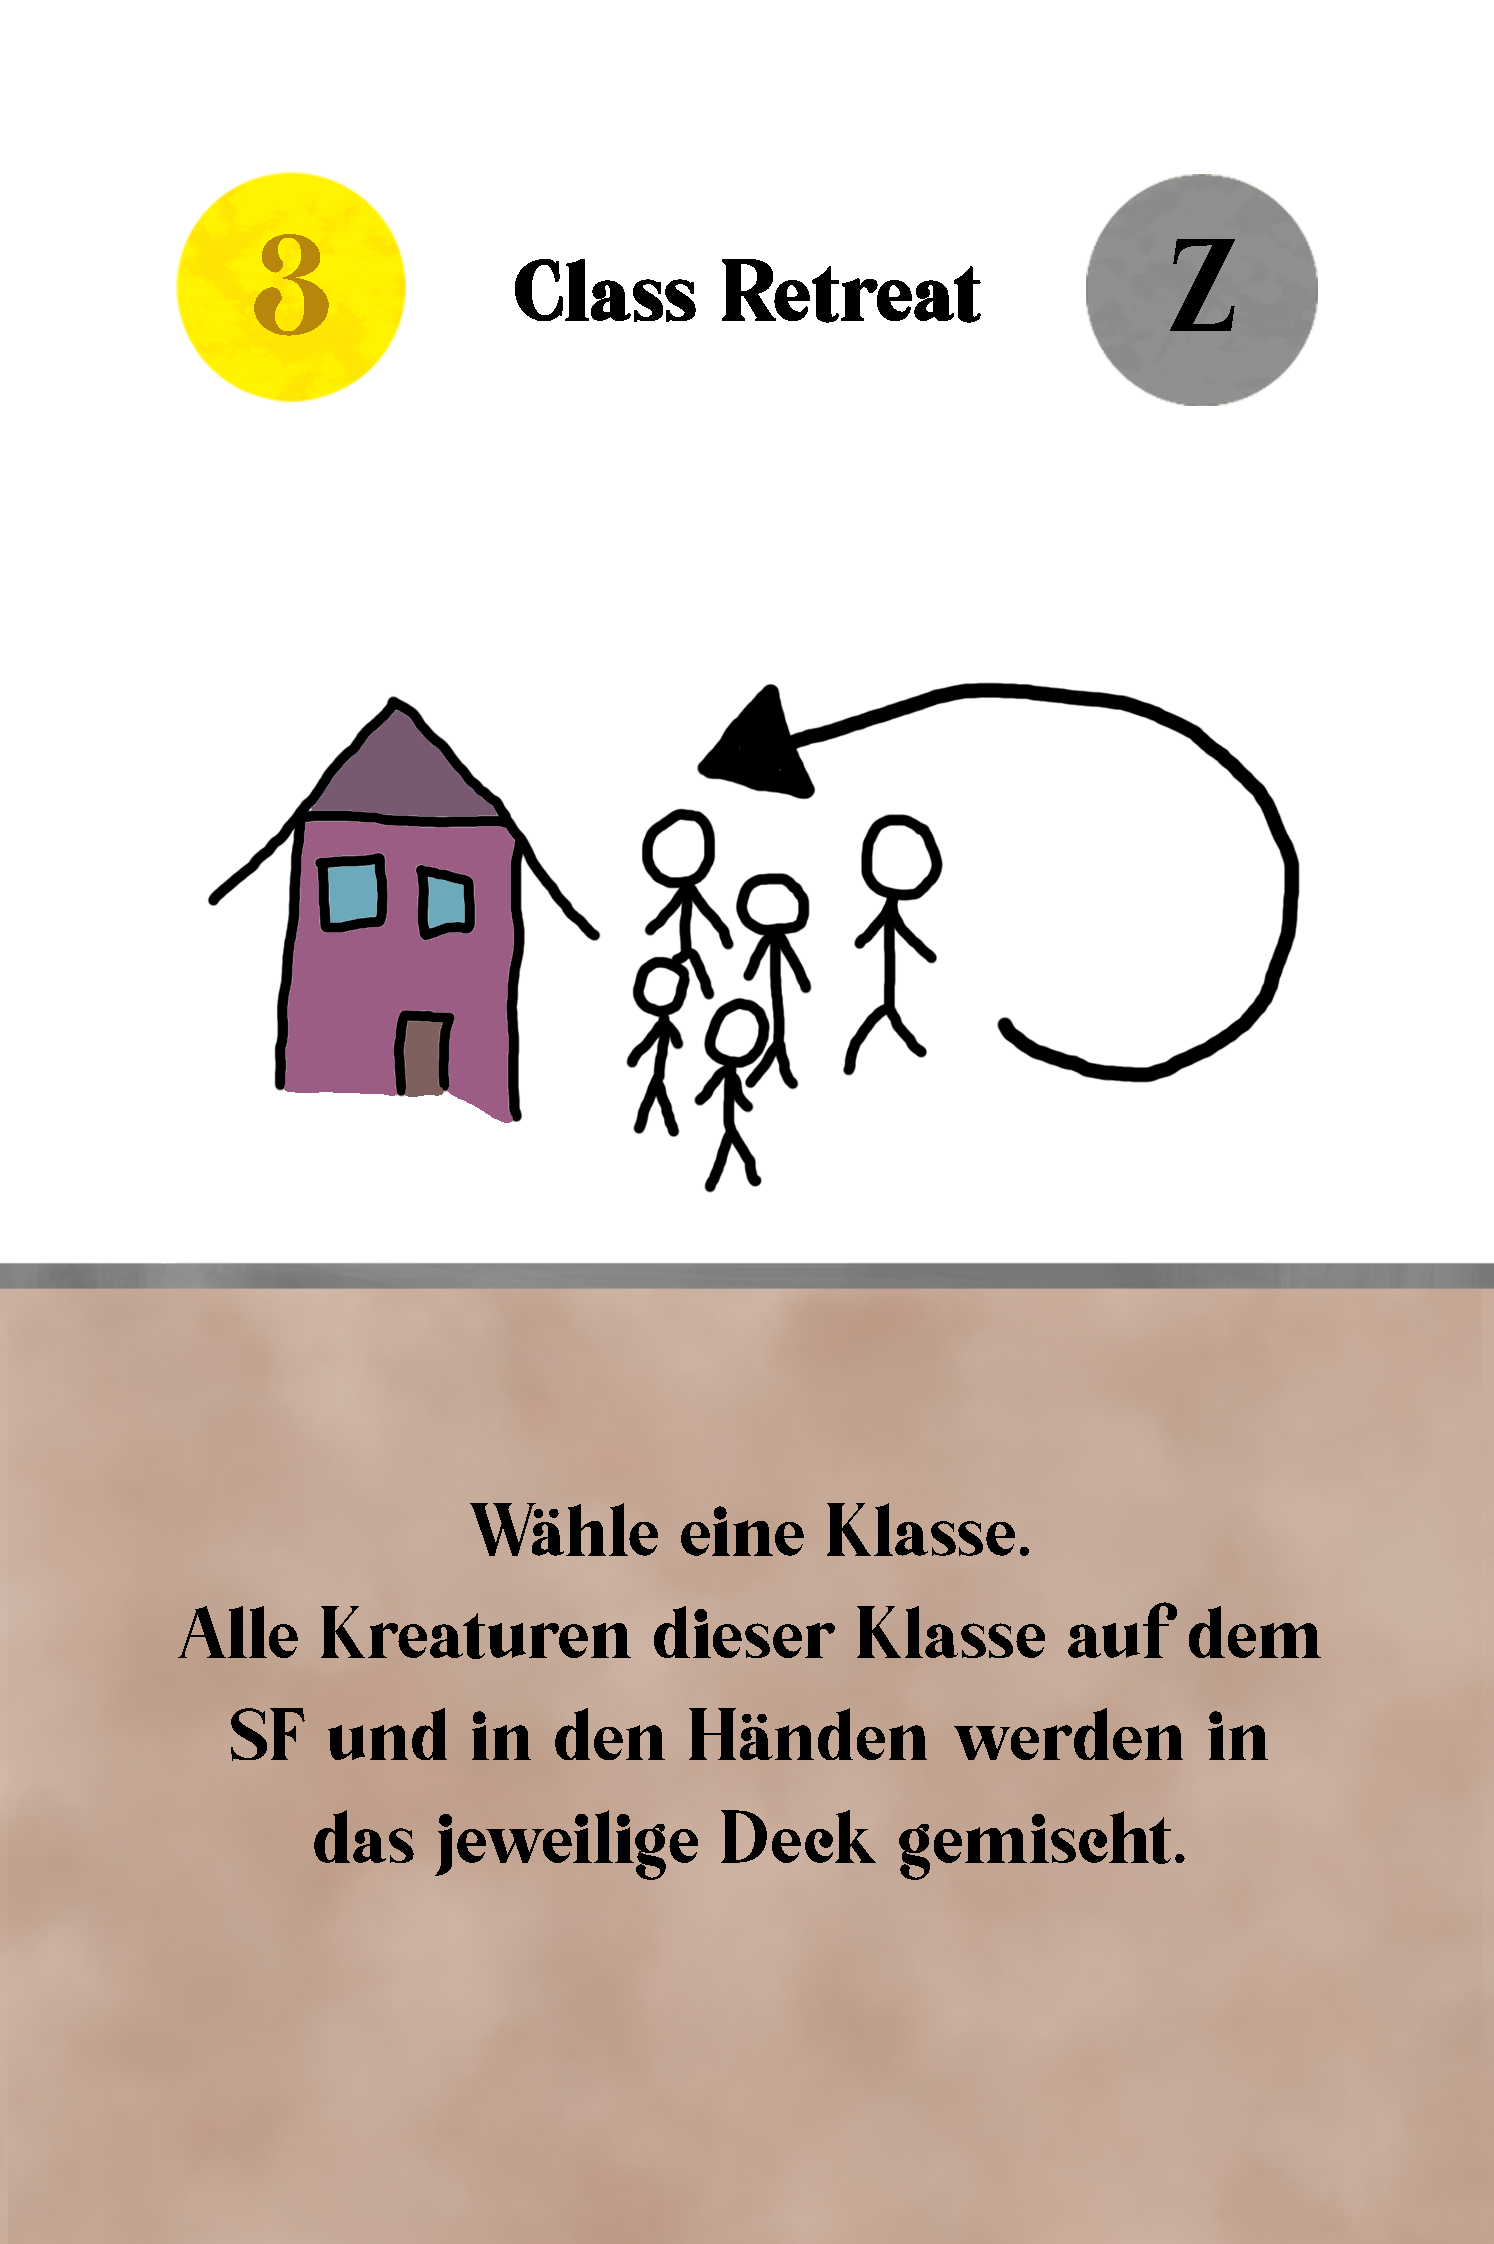 3
Class Retreat
Z
Wähle eine Klasse.
Alle Kreaturen dieser Klasse auf dem
SF und in den Händen werden in
das jeweilige Deck gemischt.